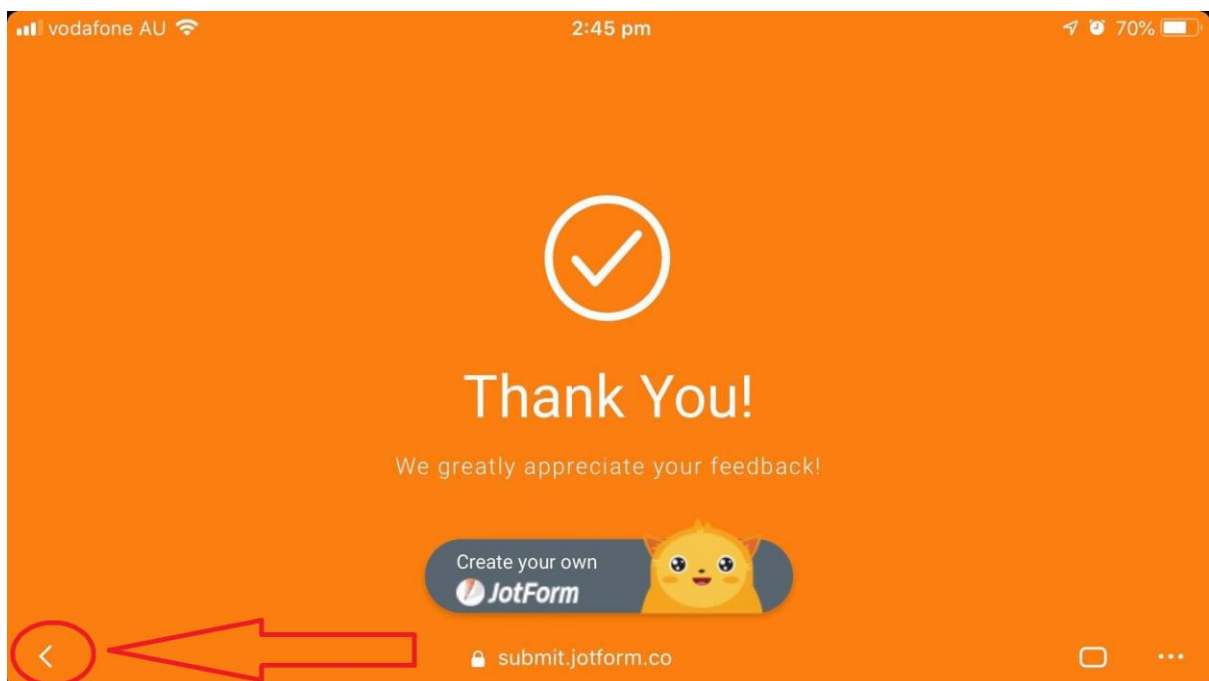 vodafone AU 2:45 pm 70%
Thank You!
We greatly appreciate your feedback!
Create your own
JotForm
submit.jotform.co